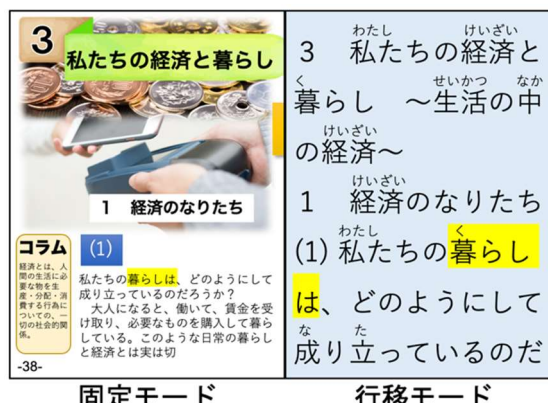 3
私たちの経済と暮らし
1 経済のなりたち
コラム
経済とは、人
間の生活に必
要な物を生
産・分配・消
費する行為に
ついての、一
切の社会的関
係。
(1)
私たちの暮らしは、どのようにして
成り立っているのだろうか？
大人になると、働いて、賃金を受
け取り、必要なものを購入して暮ら
している。このような日常の暮らし
と経済とは実は切
-38-
固定モード
わたし けいざい
3 私たちの経済と
く せいかつ なか
暮らし ～生活の中
けいざい
の経済～
けいざい
1 経済のなりたち
わたし く
(1) 私たちの暮らし
は、どのようにして
な た
成り立っているのだ
行移モード